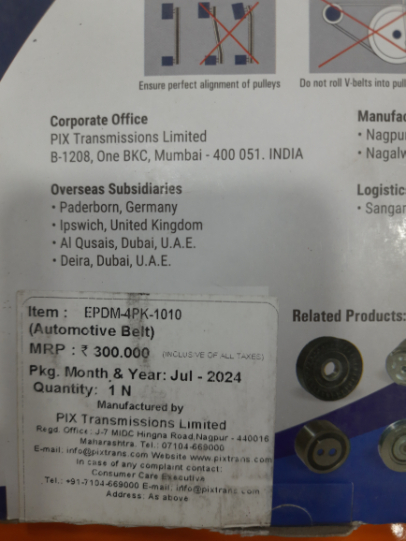 Ensure perfect alignment of pulleys
Do not roll V-belts into pul
Corporate Office
PIX Transmissions Limited
B-1208, One BKC, Mumbai - 400 051. INDIA
Overseas Subsidiaries
• Paderborn, Germany
• Ipswich, United Kingdom
• Al Qusais, Dubai, U.A.E.
• Deira, Dubai, U.A.E.
Manufac
• Nagpur
• Nagalw
Logistic
• Sangar
Item : EPDM-4PK-1010
(Automotive Belt)
MRP : ₹ 300.000 (INCLUSIVE OF ALL TAXES)
Pkg. Month & Year: Jul - 2024
Quantity: 1 N
Manufactured by
PIX Transmissions Limited
Regd. Office: J-7 MIDC Hingna Road,Nagpur - 440016
Maharashtra. Tel.: 07104-669000
E-mail: info@pixtrans.com Website www.pixtrans.com
In case of any complaint contact:
Consumer Care Executive
Tel.: +91-7104-669000 E-mail: info@pixtrans.com
Address: As above
Related Products: